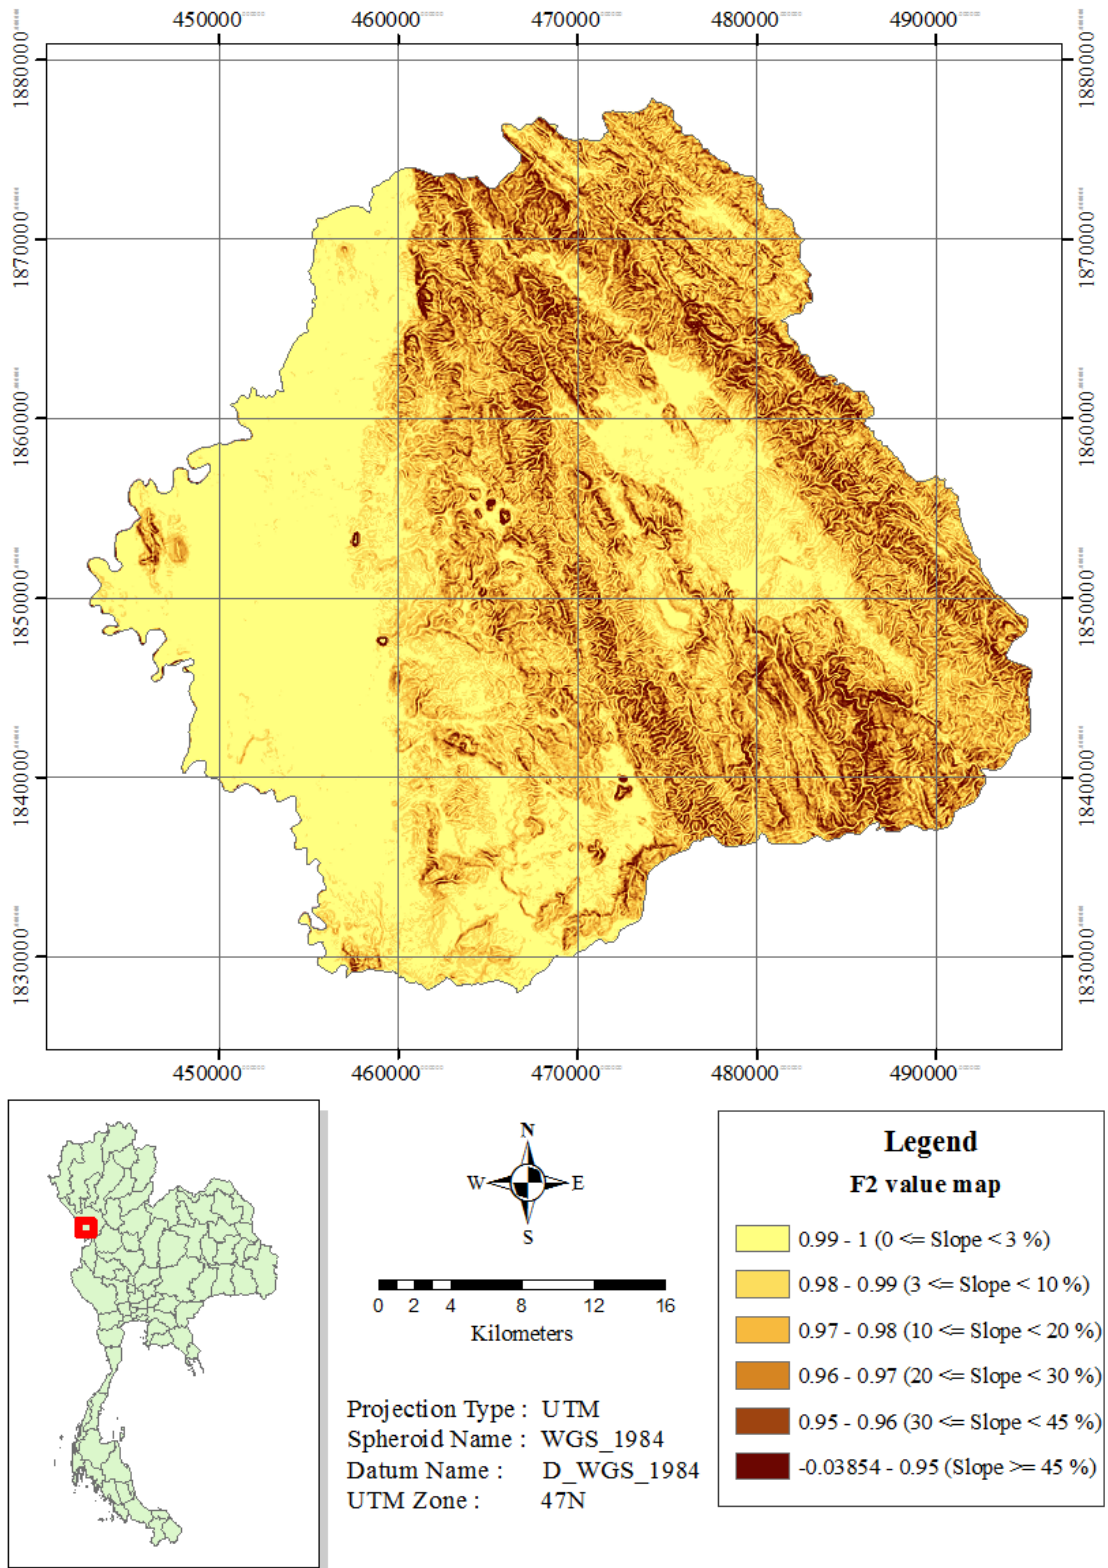 450000 460000 470000 480000 490000
1880000 1880000
1870000 1870000
1860000 1860000
1850000 1850000
1840000 1840000
1830000 1830000
450000 460000 470000 480000 490000
N
W E
S
0 2 4 8 12 16
Kilometers
Projection Type : UTM
Spheroid Name : WGS_1984
Datum Name : D_WGS_1984
UTM Zone : 47N
Legend
F2 value map
0.99 - 1 (0 <= Slope < 3 %)
0.98 - 0.99 (3 <= Slope < 10 %)
0.97 - 0.98 (10 <= Slope < 20 %)
0.96 - 0.97 (20 <= Slope < 30 %)
0.95 - 0.96 (30 <= Slope < 45 %)
-0.03854 - 0.95 (Slope >= 45 %)